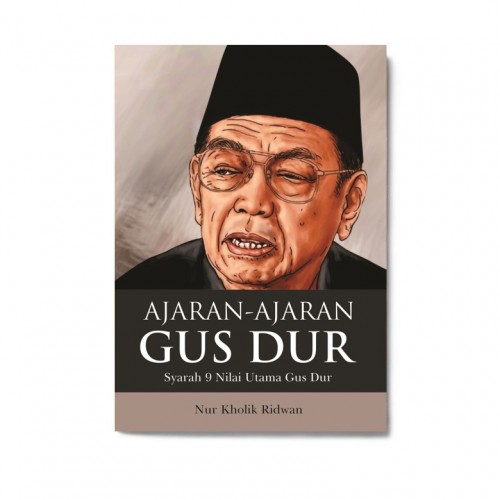 AJARAN-AJARAN
GUS DUR
Syarah 9 Nilai Utama Gus Dur
Nur Kholik Ridwan